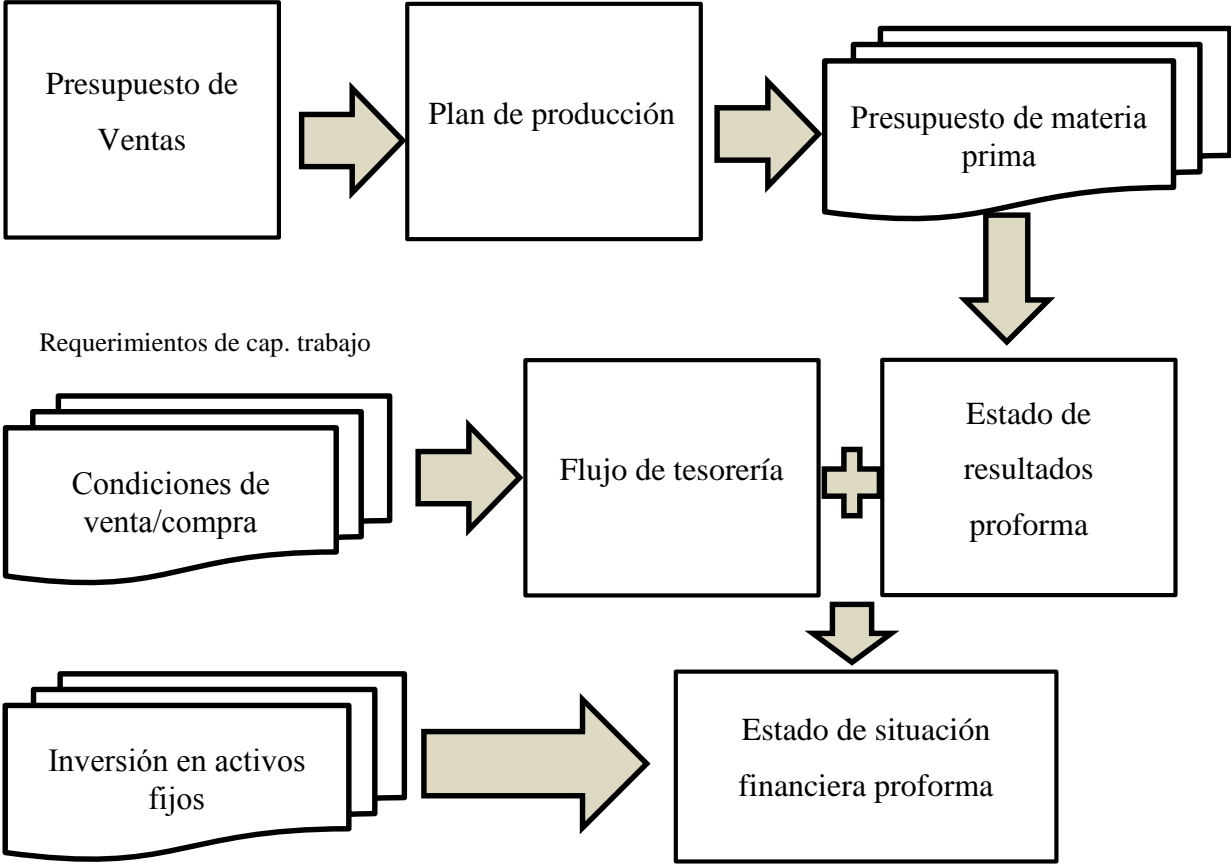 Presupuesto de
Ventas
Plan de producción
Presupuesto de materia
prima
Requerimientos de cap. trabajo
Condiciones de
venta/compra
Flujo de tesorería
Estado de
resultados
proforma
Inversión en activos
fijos
Estado de situación
financiera proforma